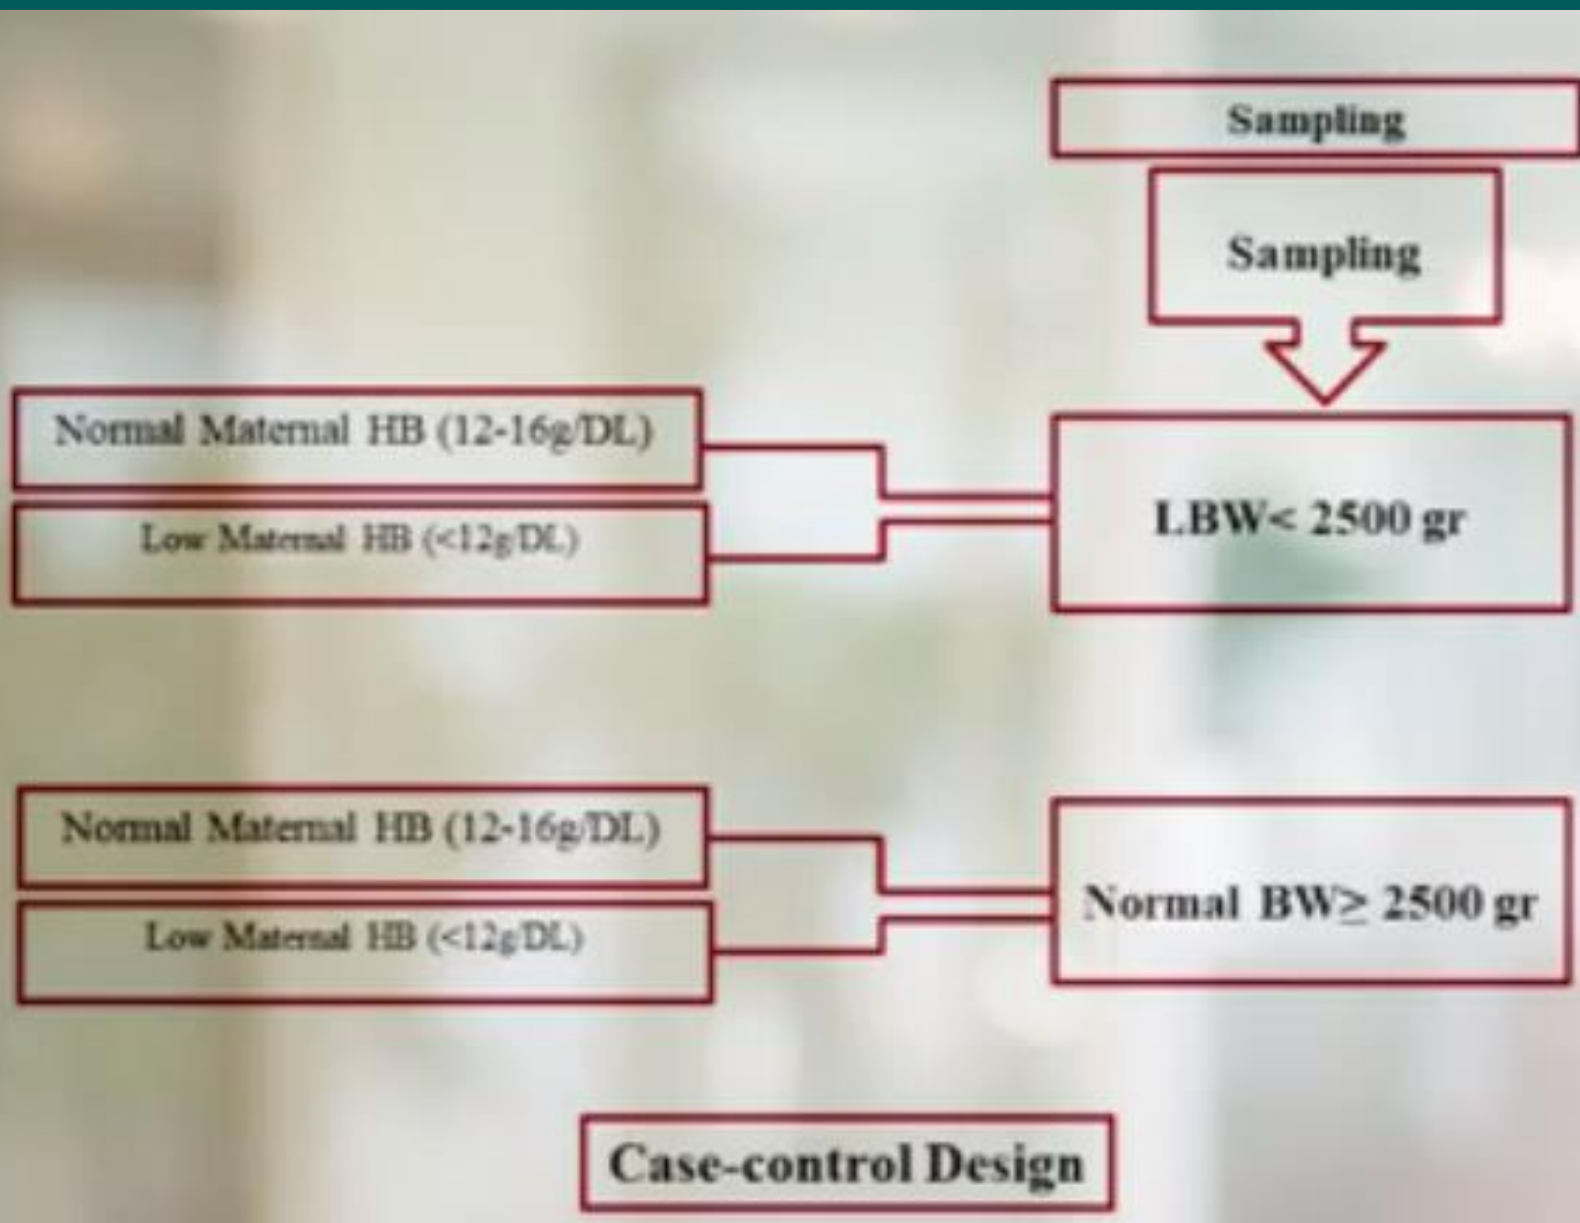 Sampling
Sampling
Normal Maternal HB (12-16g/DL)
Low Maternal HB (<12g/DL)
LBW< 2500 gr
Normal Maternal HB (12-16g/DL)
Low Maternal HB (<12g/DL)
Normal BW≥ 2500 gr
Case-control Design